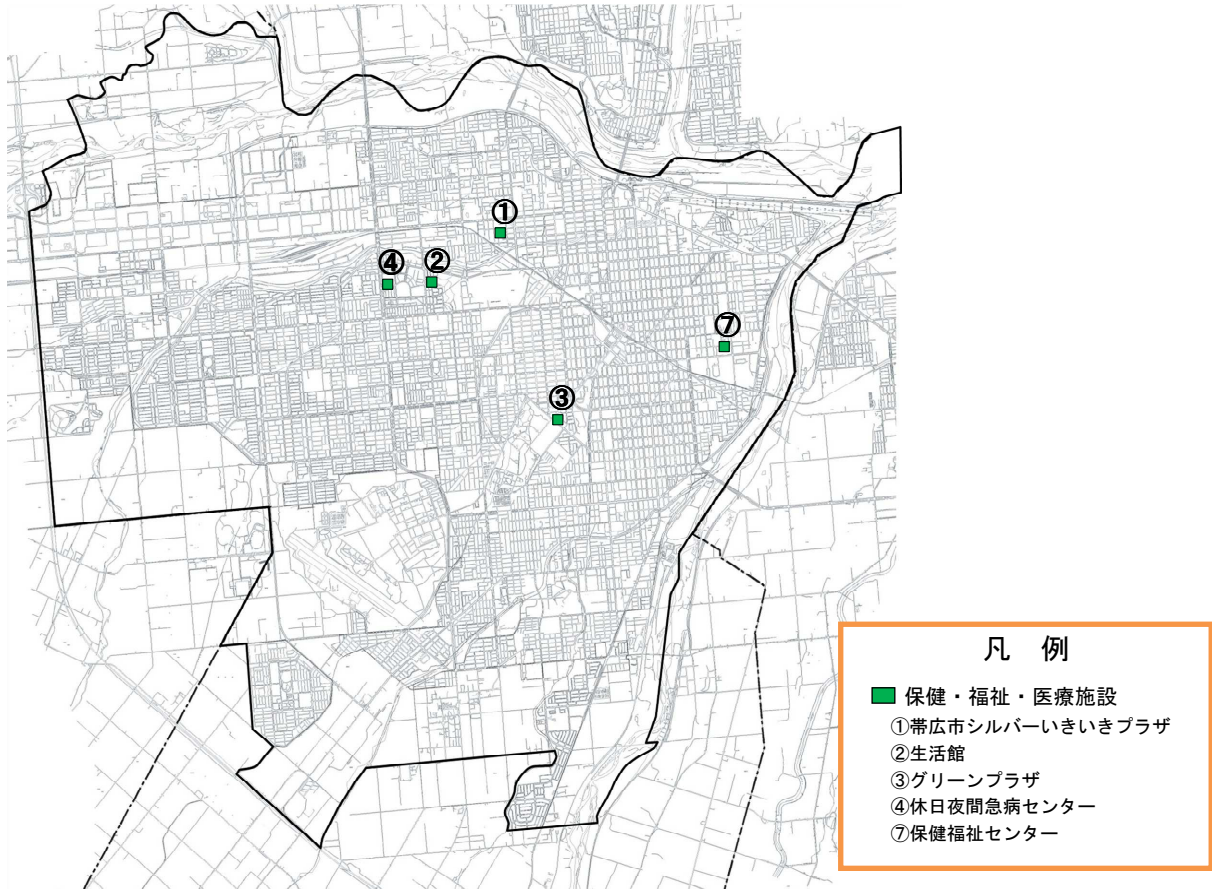 ①
④ ②
⑦
③
凡 例
保健・福祉・医療施設
①帯広市シルバーいきいきプラザ
②生活館
③グリーンプラザ
④休日夜間急病センター
⑦保健福祉センター